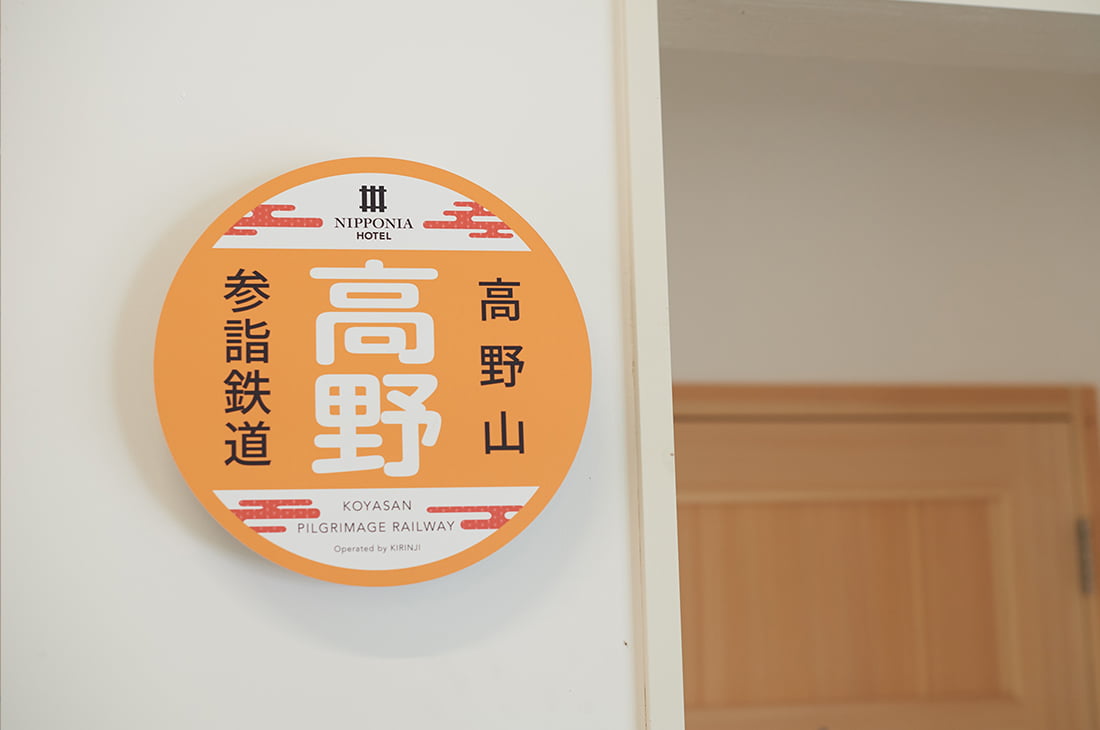 NIPPONIA
HOTEL
高野山
高野
参詣鉄道
KOYASAN
PILGRIMAGE RAILWAY
Operated by KIRINJI